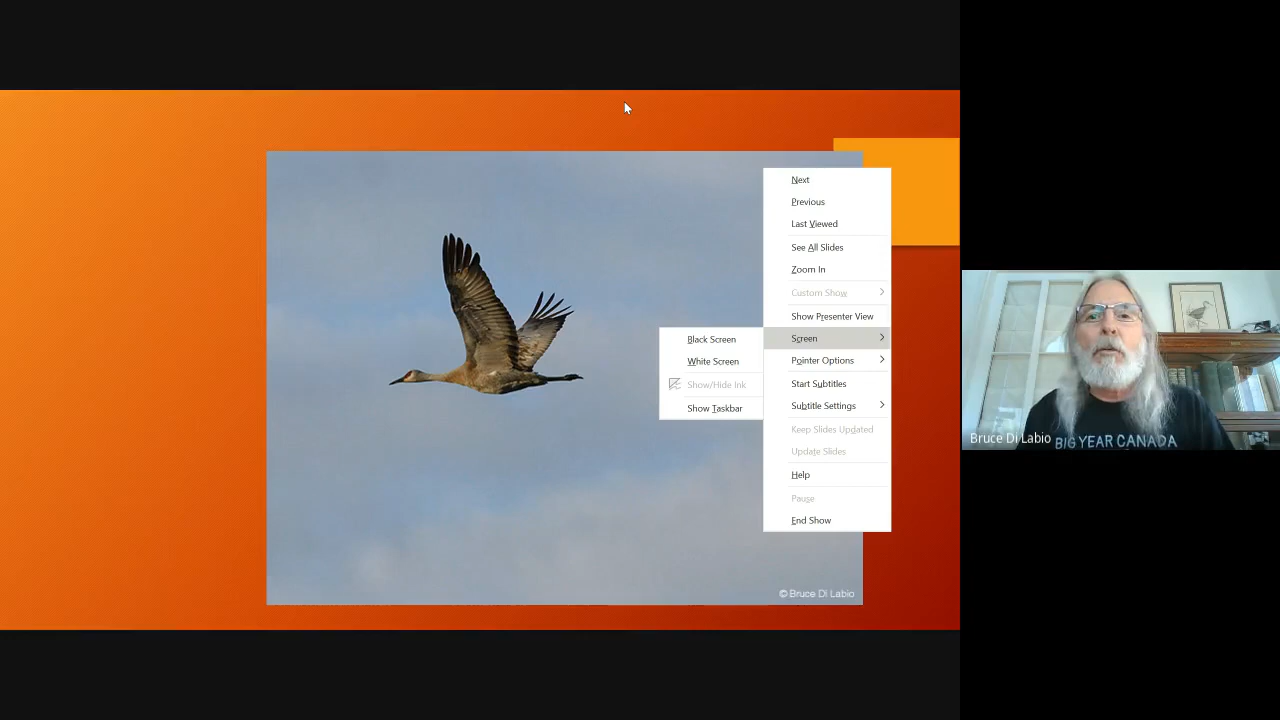 Next
Previous
Last Viewed
See All Slides
Zoom In
Custom Show
Show Presenter View
Screen
Pointer Options
Start Subtitles
Subtitle Settings
Keep Slides Updated
Update Slides
Help
Pause
End Show
Black Screen
White Screen
Show/Hide Ink
Show Taskbar
© Bruce Di Labio
Bruce Di Labio
BIG YEAR CANADA